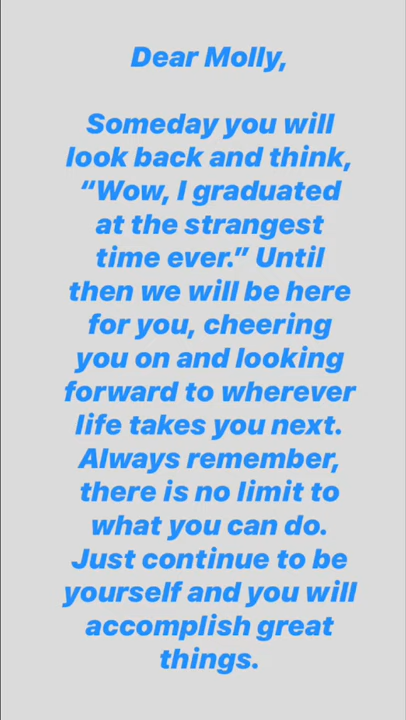 Dear Molly,
Someday you will
look back and think,
“Wow, I graduated
at the strangest
time ever.” Until
then we will be here
for you, cheering
you on and looking
forward to wherever
life takes you next.
Always remember,
there is no limit to
what you can do.
Just continue to be
yourself and you will
accomplish great
things.